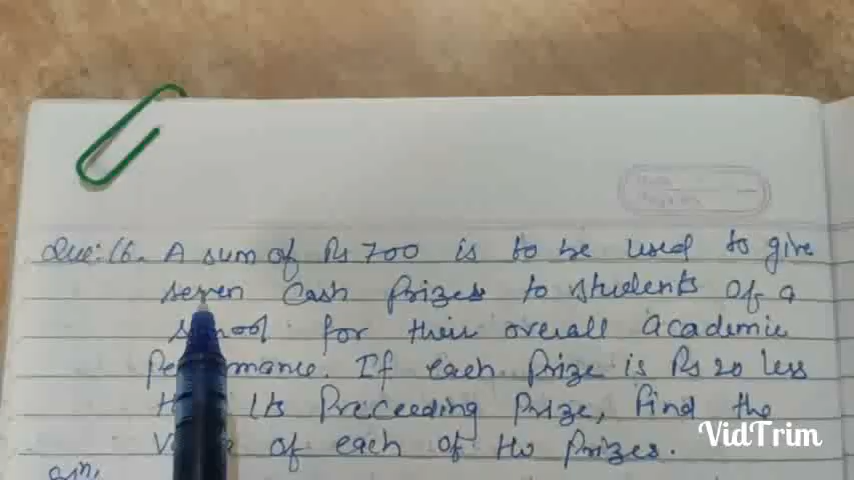 Que: 16. A sum of Rs 700 is to be used to give
seven Cash Prizes to students of a
for their overall academic
. If each Prize is Rs 20 less
Its Preceeding Prize, find the
of each of the Prizes.
Soln,
VidTrim